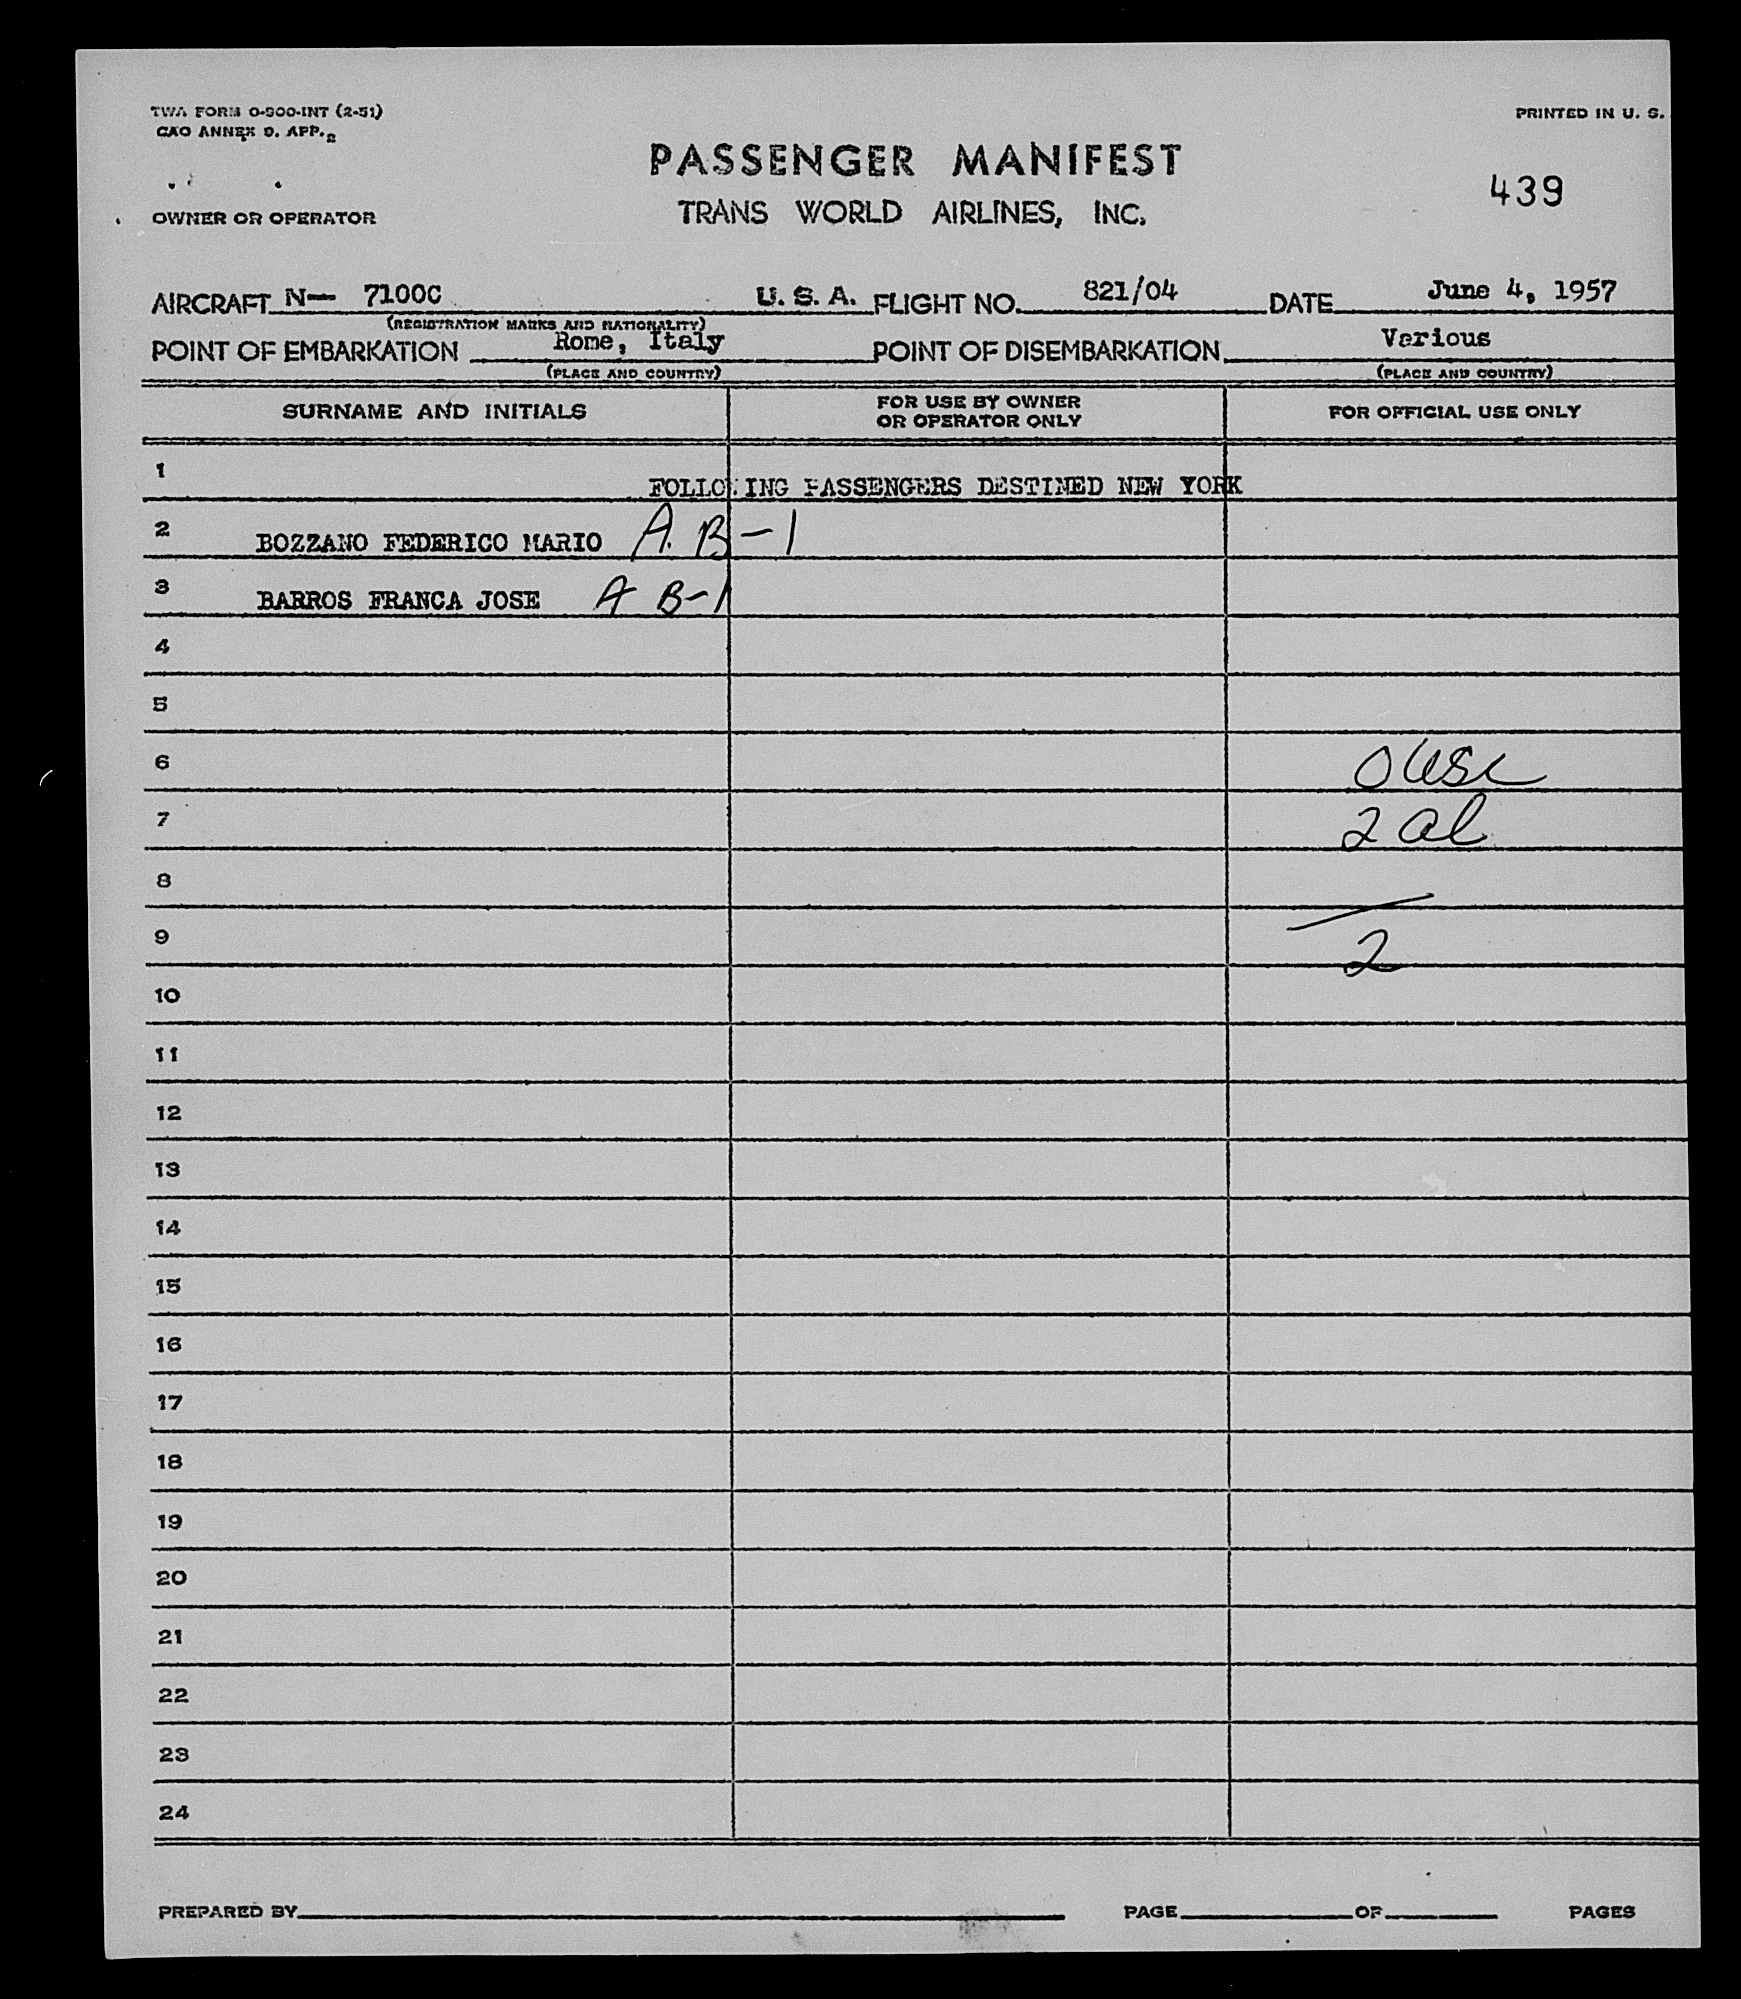 TWA FORM O-900-INT (2-51)
PRINTED IN U. S.
CAO ANNEX 9. APP. 2
PASSENGER MANIFEST
439
OWNER OR OPERATOR
TRANS WORLD AIRLINES, INC.
AIRCRAFT N— 7100C U. S. A. FLIGHT NO. 821/04 DATE June 4, 1957
(REGISTRATION MARKS AND NATIONALITY)
POINT OF EMBARKATION Rome, Italy POINT OF DISEMBARKATION Various
(PLACE AND COUNTRY) (PLACE AND COUNTRY)
SURNAME AND INITIALS FOR USE BY OWNER OR OPERATOR ONLY FOR OFFICIAL USE ONLY
1 FOLLOWING PASSENGERS DESTINED NEW YORK
2 BOZZANO FEDERICO MARIO A. B-1
3 BARROS FRANCA JOSE A B-1
4
5
6 0 usc
7 2 al
8
9 2
10
11
12
13
14
15
16
17
18
19
20
21
22
23
24
PREPARED BY PAGE OF PAGES